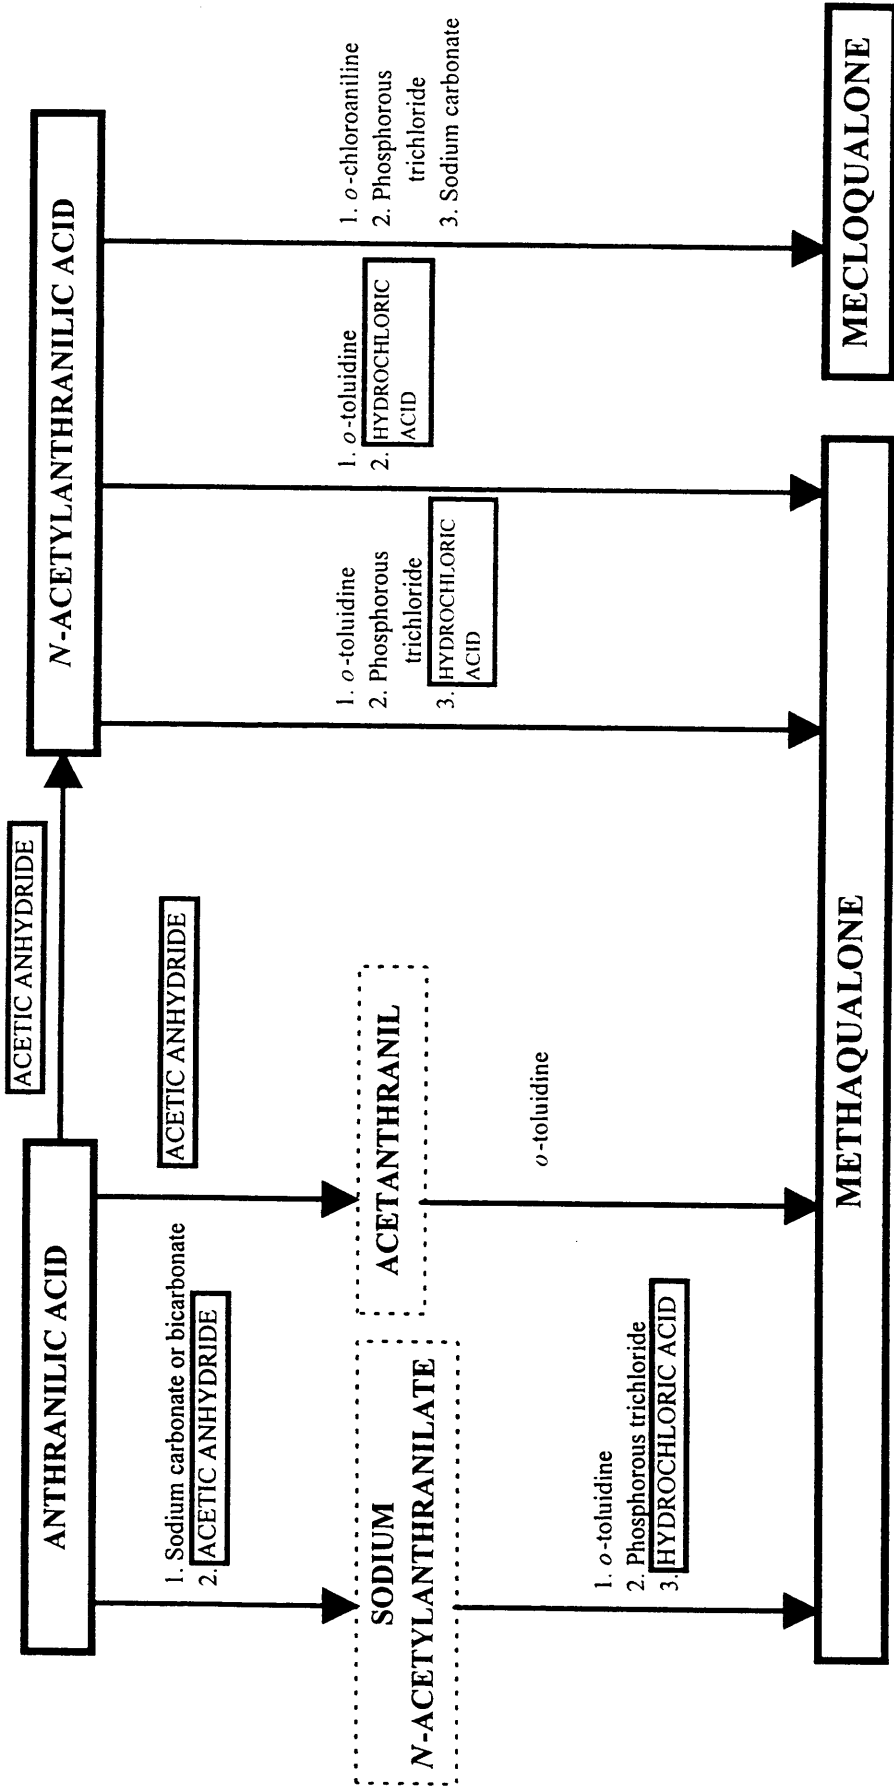 ACETIC ANHYDRIDE
ANTHRANILIC ACID
N-ACETYLANTHRANILIC ACID
1. Sodium carbonate or bicarbonate
2. ACETIC ANHYDRIDE
ACETIC ANHYDRIDE
SODIUM
N-ACETYLANTHRANILATE
ACETANTHRANIL
1. o-toluidine
2. Phosphorous
trichloride
3. HYDROCHLORIC
ACID
1. o-toluidine
2. HYDROCHLORIC
ACID
1. o-chloroaniline
2. Phosphorous
trichloride
3. Sodium carbonate
1. o-toluidine
2. Phosphorous trichloride
3. HYDROCHLORIC ACID
o-toluidine
METHAQUALONE
MECLOQUALONE